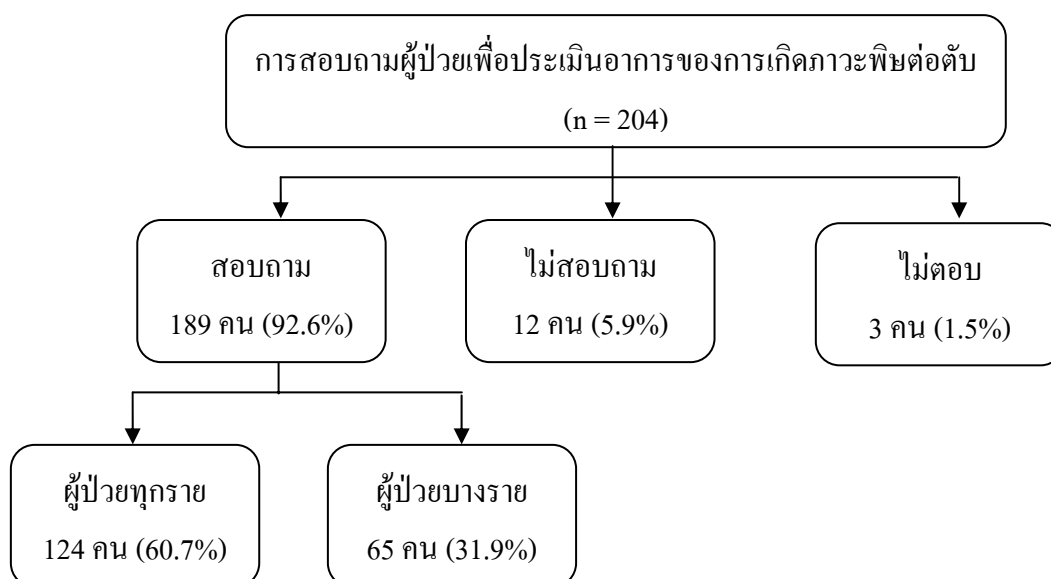 การสอบถามผู้ป่วยเพื่อประเมินอาการของการเกิดภาวะพิษต่อตับ
(n = 204)
สอบถาม
189 คน (92.6%)
ไม่สอบถาม
12 คน (5.9%)
ไม่ตอบ
3 คน (1.5%)
ผู้ป่วยทุกราย
124 คน (60.7%)
ผู้ป่วยบางราย
65 คน (31.9%)